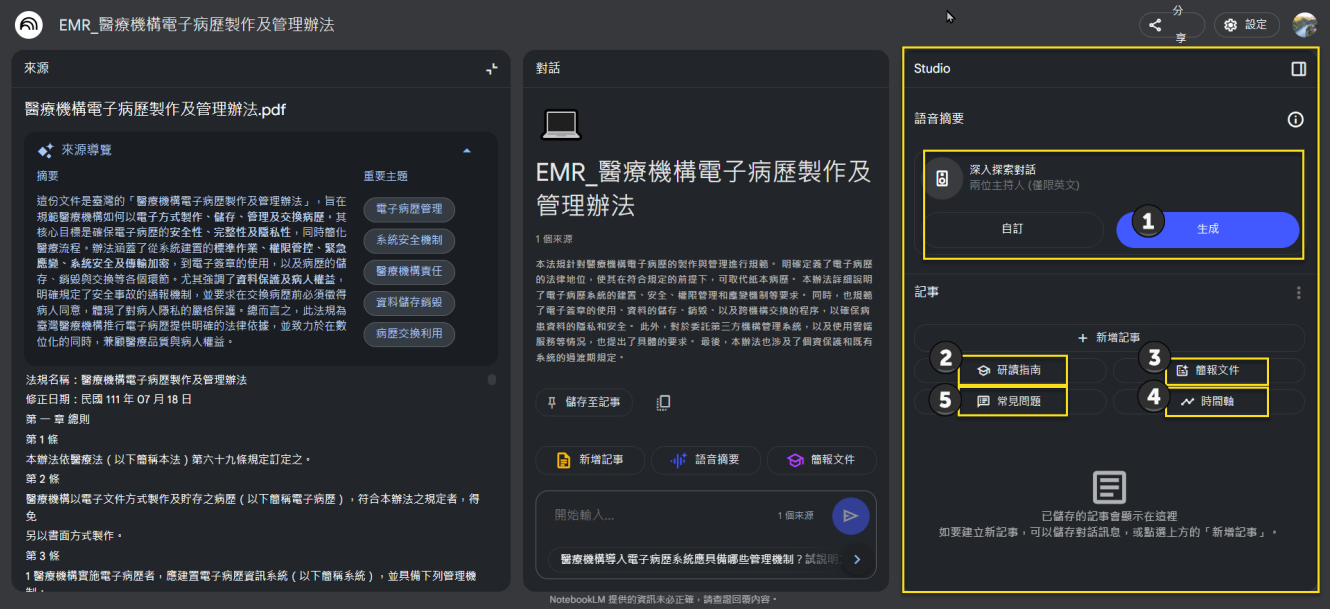 EMR_醫療機構電子病歷製作及管理辦法
分享
設定
來源
醫療機構電子病歷製作及管理辦法.pdf
來源導覽
摘要
這份文件是臺灣的「醫療機構電子病歷製作及管理辦法」，旨在
規範醫療機構如何以電子方式製作、儲存、管理及交換病歷，其
核心目標是確保電子病歷的安全性、完整性及隱私性，同時簡化
醫療流程。辦法涵蓋了從系統建置的標準作業、權限管控、緊急
應變、系統安全及傳輸加密，到電子簽章的使用，以及病歷的儲
存、銷毀與交換等各個環節。尤其強調了資料保護及病人權益，
明確規定了安全事故的通報機制，並要求在交換病歷前必須徵得
病人同意，體現了對病人隱私的嚴格保護。總而言之，此法規為
臺灣醫療機構推行電子病歷提供明確的法律依據，並致力於在數
位化的同時，兼顧醫療品質與病人權益。
重要主題
電子病歷管理
系統安全機制
醫療機構責任
資料儲存銷毀
病歷交換利用
法規名稱：醫療機構電子病歷製作及管理辦法
修正日期：民國 111 年 07 月 18 日
第 一 章 總則
第 1 條
本辦法依醫療法（以下簡稱本法）第六十九條規定訂定之。
第 2 條
醫療機構以電子文件方式製作及貯存之病歷（以下簡稱電子病歷），符合本辦法之規定者，得
免
另以書面方式製作。
第 3 條
1 醫療機構實施電子病歷者，應建置電子病歷資訊系統（以下簡稱系統），並具備下列管理機
制：
對話
EMR_醫療機構電子病歷製作及
管理辦法
1 個來源
本法規針對醫療機構電子病歷的製作與管理進行規範。 明確定義了電子病歷
的法律地位，使其在符合規定的前提下，可取代紙本病歷。 本辦法詳細說明
了電子病歷系統的建置、安全、權限管理和應變機制等要求。 同時，也規範
了電子簽章的使用、資料的儲存、銷毀、以及跨機構交換的程序，以確保病
患資料的隱私和安全。 此外，對於委託第三方機構管理系統，以及使用雲端
服務等情況，也提出了具體的要求。 最後，本辦法也涉及了個資保護和既有
系統的過渡期規定。
儲存至記事
新增記事
語音摘要
簡報文件
開始輸入...
1 個來源
醫療機構導入電子病歷系統應具備哪些管理機制？試說明
NotebookLM 提供的資訊未必正確，請查證回覆內容。
Studio
語音摘要
深入探索對話
兩位主持人 (僅限英文)
自訂
1
生成
記事
+ 新增記事
2
研讀指南
3
簡報文件
5
常見問題
4
時間軸
已儲存的記事會顯示在這裡
如要建立新記事，可以儲存對話訊息，或點選上方的「新增記事」。